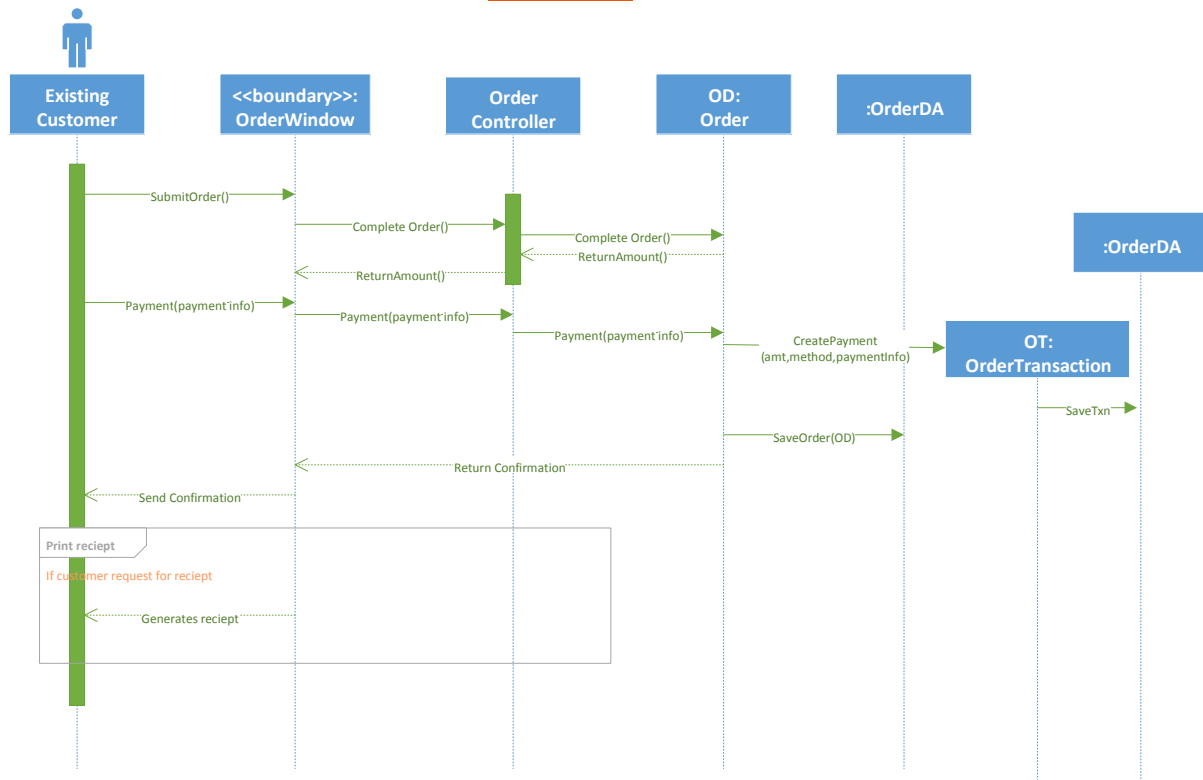 Existing
Customer
<<boundary>>:
OrderWindow
Order
Controller
OD:
Order
:OrderDA
SubmitOrder()
Complete Order()
Complete Order()
:OrderDA
ReturnAmount()
ReturnAmount()
Payment(payment info)
Payment(payment info)
Payment(payment info)
CreatePayment
(amt,method,paymentInfo)
OT:
OrderTransaction
SaveTxn
SaveOrder(OD)
Return Confirmation
Send Confirmation
Print reciept
If customer request for reciept
Generates reciept